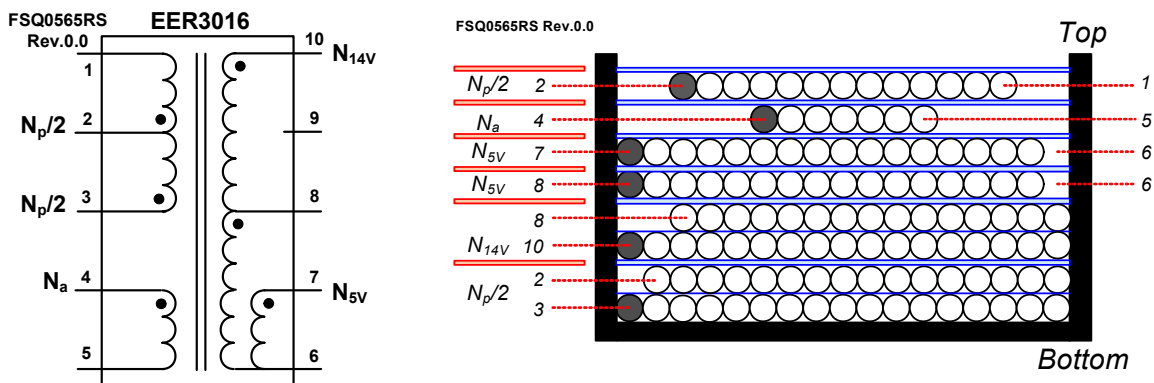 FSQ0565RS
Rev.0.0
EER3016
1
2
3
4
5
Np/2
Np/2
Na
10
9
8
7
6
N14V
N5V
FSQ0565RS Rev.0.0
Top
Np/2 2 1
Na 4 5
N5V 7 6
N5V 8 6
8
N14V 10
2
Np/2
3
Bottom